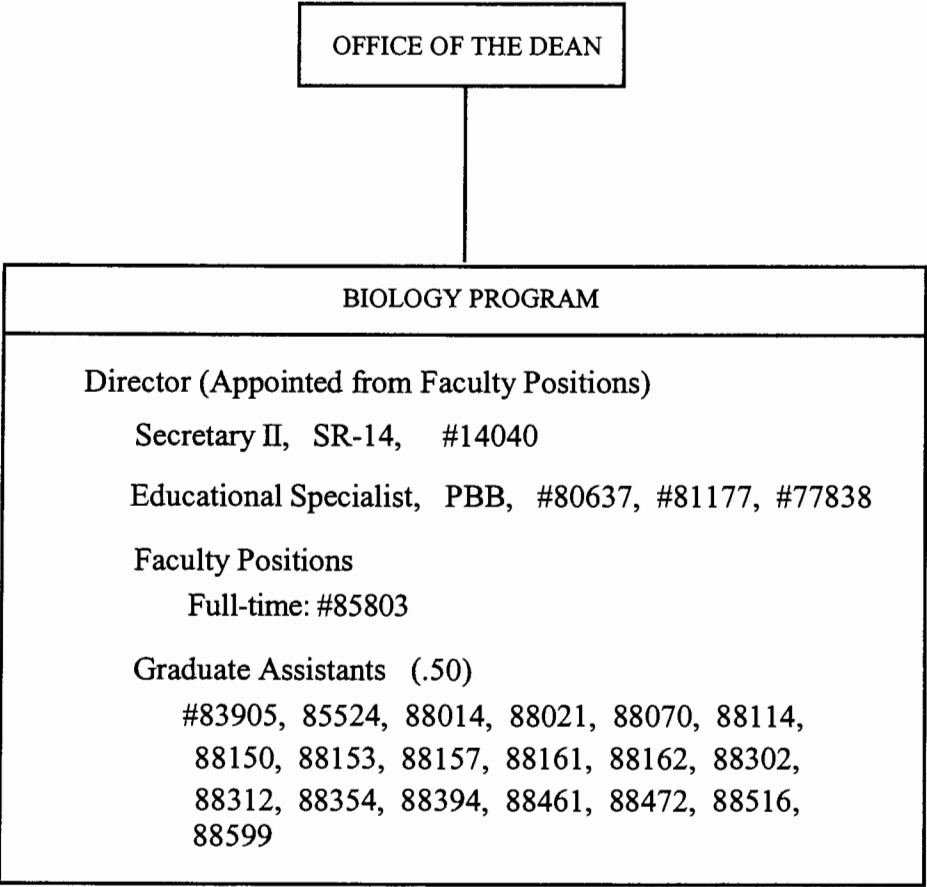 OFFICE OF THE DEAN
BIOLOGY PROGRAM
Director (Appointed from Faculty Positions)
Secretary II, SR-14, #14040
Educational Specialist, PBB, #80637, #81177, #77838
Faculty Positions
Full-time: #85803
Graduate Assistants (.50)
#83905, 85524, 88014, 88021, 88070, 88114,
88150, 88153, 88157, 88161, 88162, 88302,
88312, 88354, 88394, 88461, 88472, 88516,
88599